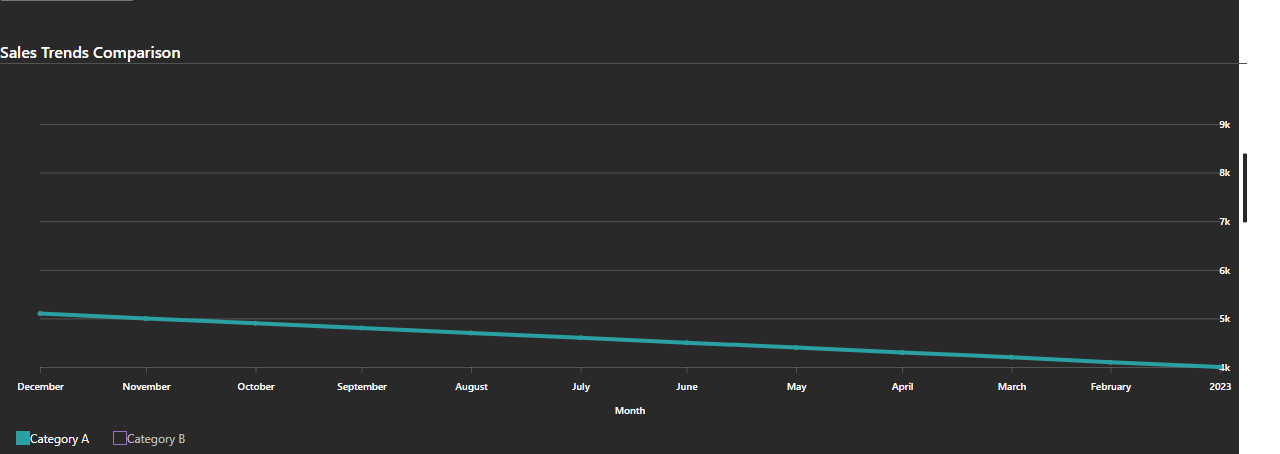 Sales Trends Comparison
9k
8k
7k
6k
5k
4k
December November October September August July June May April March February 2023
Month
Category A Category B